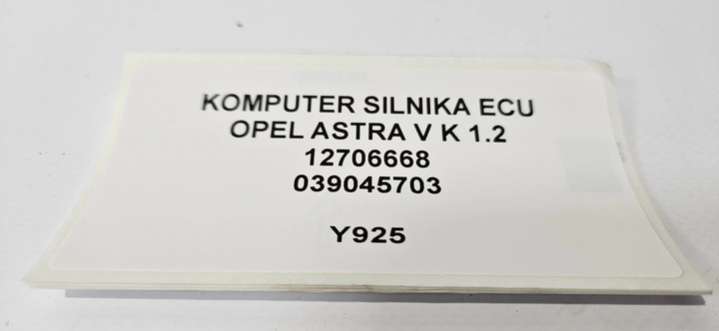 KOMPUTER SILNIKA ECU
OPEL ASTRA V K 1.2
12706668
039045703
Y925